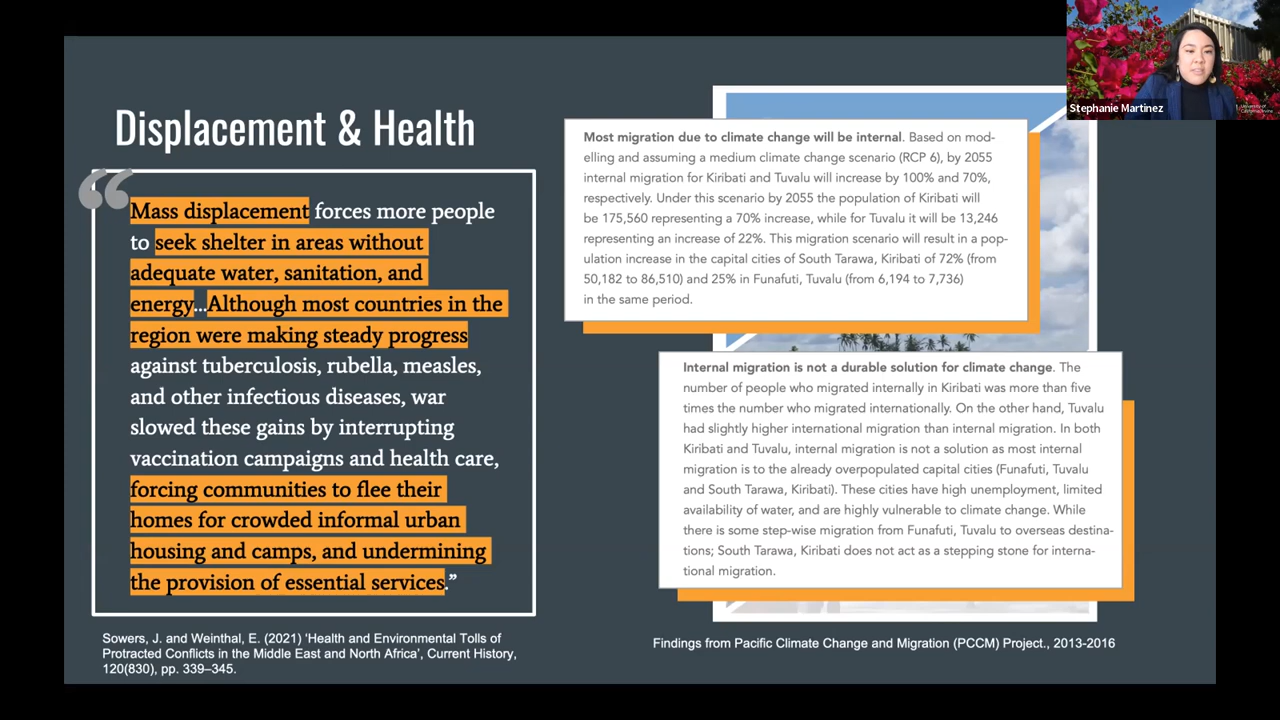 Displacement & Health
“
Mass displacement forces more people
to seek shelter in areas without
adequate water, sanitation, and
energy...Although most countries in the
region were making steady progress
against tuberculosis, rubella, measles,
and other infectious diseases, war
slowed these gains by interrupting
vaccination campaigns and health care,
forcing communities to flee their
homes for crowded informal urban
housing and camps, and undermining
the provision of essential services.”
Sowers, J. and Weinthal, E. (2021) ‘Health and Environmental Tolls of
Protracted Conflicts in the Middle East and North Africa’, Current History,
120(830), pp. 339–345.
Most migration due to climate change will be internal. Based on mod-
elling and assuming a medium climate change scenario (RCP 6), by 2055
internal migration for Kiribati and Tuvalu will increase by 100% and 70%,
respectively. Under this scenario by 2055 the population of Kiribati will
be 175,560 representing a 70% increase, while for Tuvalu it will be 13,246
representing an increase of 22%. This migration scenario will result in a pop-
ulation increase in the capital cities of South Tarawa, Kiribati of 72% (from
50,182 to 86,510) and 25% in Funafuti, Tuvalu (from 6,194 to 7,736)
in the same period.
Internal migration is not a durable solution for climate change. The
number of people who migrated internally in Kiribati was more than five
times the number who migrated internationally. On the other hand, Tuvalu
had slightly higher international migration than internal migration. In both
Kiribati and Tuvalu, internal migration is not a solution as most internal
migration is to the already overpopulated capital cities (Funafuti, Tuvalu
and South Tarawa, Kiribati). These cities have high unemployment, limited
availability of water, and are highly vulnerable to climate change. While
there is some step-wise migration from Funafuti, Tuvalu to overseas destina-
tions; South Tarawa, Kiribati does not act as a stepping stone for interna-
tional migration.
Findings from Pacific Climate Change and Migration (PCCM) Project., 2013-2016
Stephanie Martinez